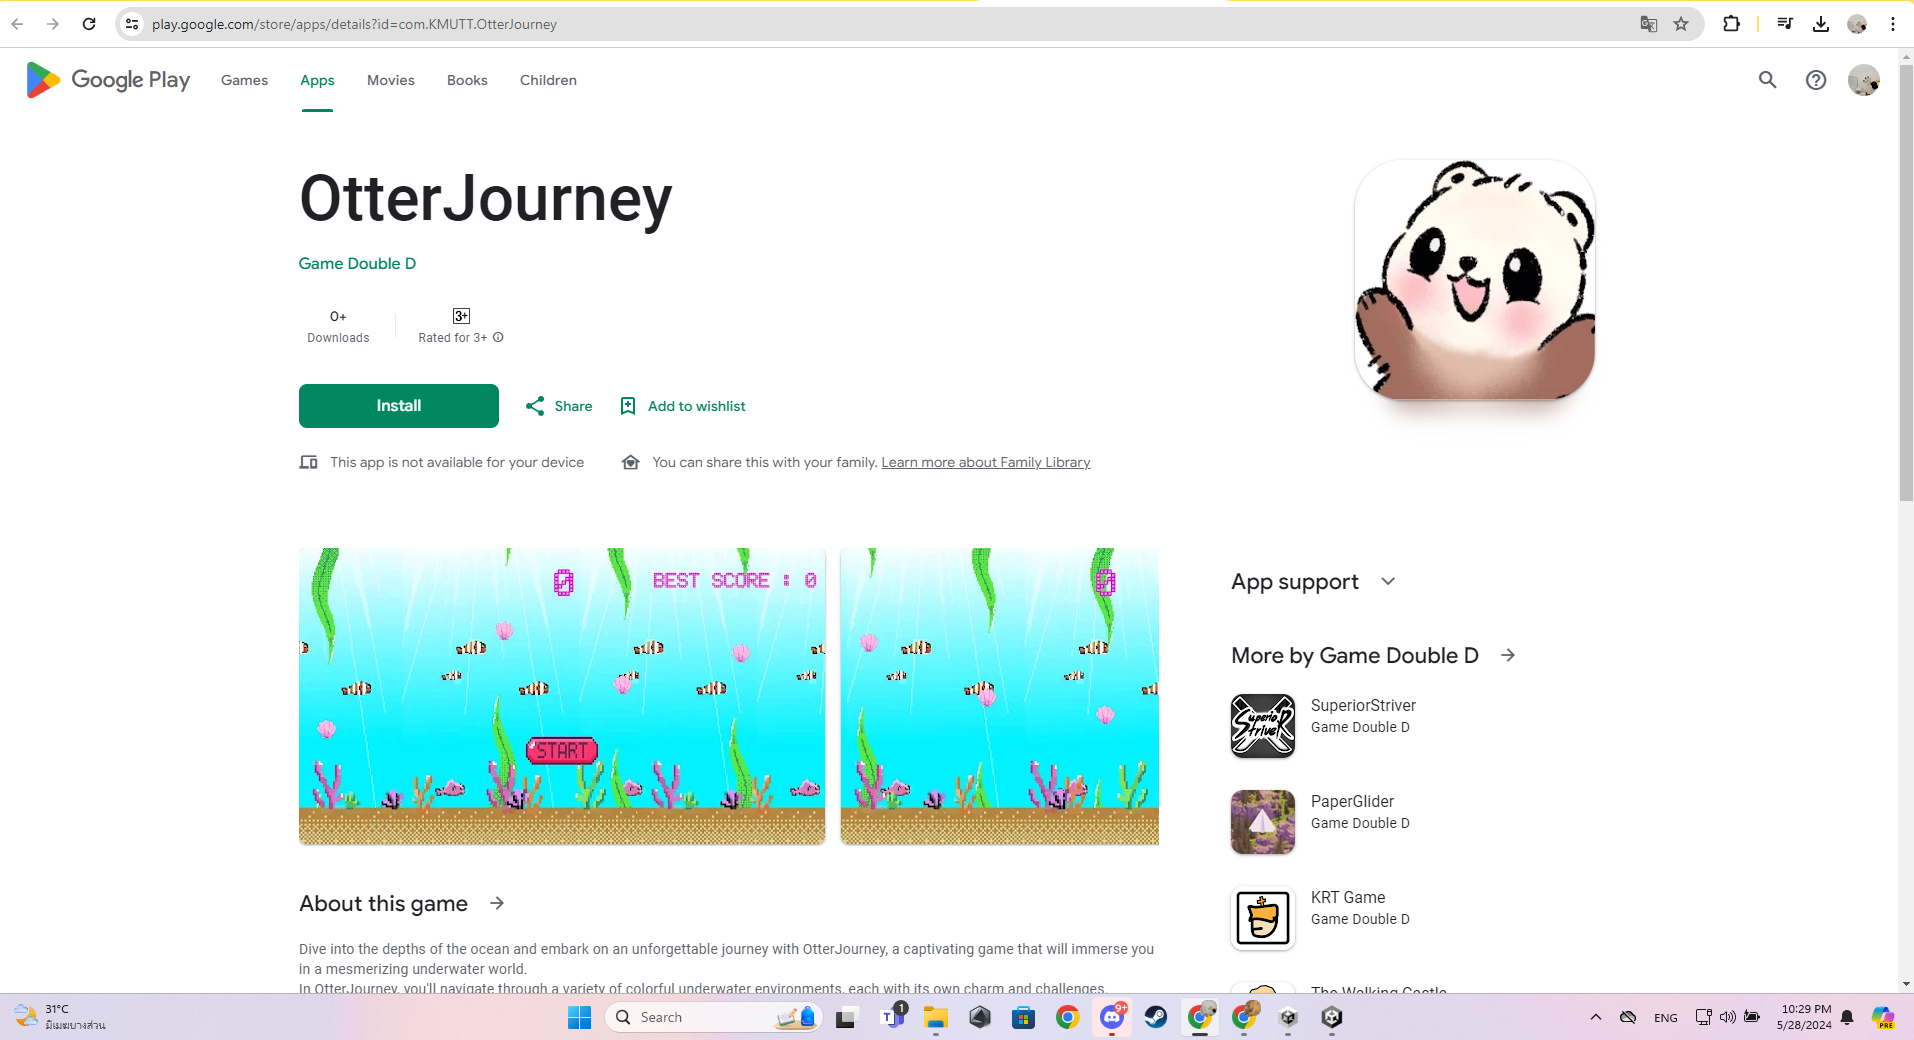 play.google.com/store/apps/details?id=com.KMUTT.OtterJourney
Google Play Games Apps Movies Books Children
OtterJourney
Game Double D
0+
Downloads
3+
Rated for 3+
Install
Share
Add to wishlist
This app is not available for your device
You can share this with your family. Learn more about Family Library
0
BEST SCORE : 0
START
0
App support
More by Game Double D
SuperiorStriver
Game Double D
Superior
Striver
PaperGlider
Game Double D
KRT Game
Game Double D
The Walking Castle
About this game
Dive into the depths of the ocean and embark on an unforgettable journey with OtterJourney, a captivating game that will immerse you
in a mesmerizing underwater world.
In OtterJourney, you'll navigate through a variety of colorful underwater environments, each with its own charm and challenges.
31°C
มีเมฆบางส่วน
Search
1
9+
ENG
10:29 PM
5/28/2024
PRE